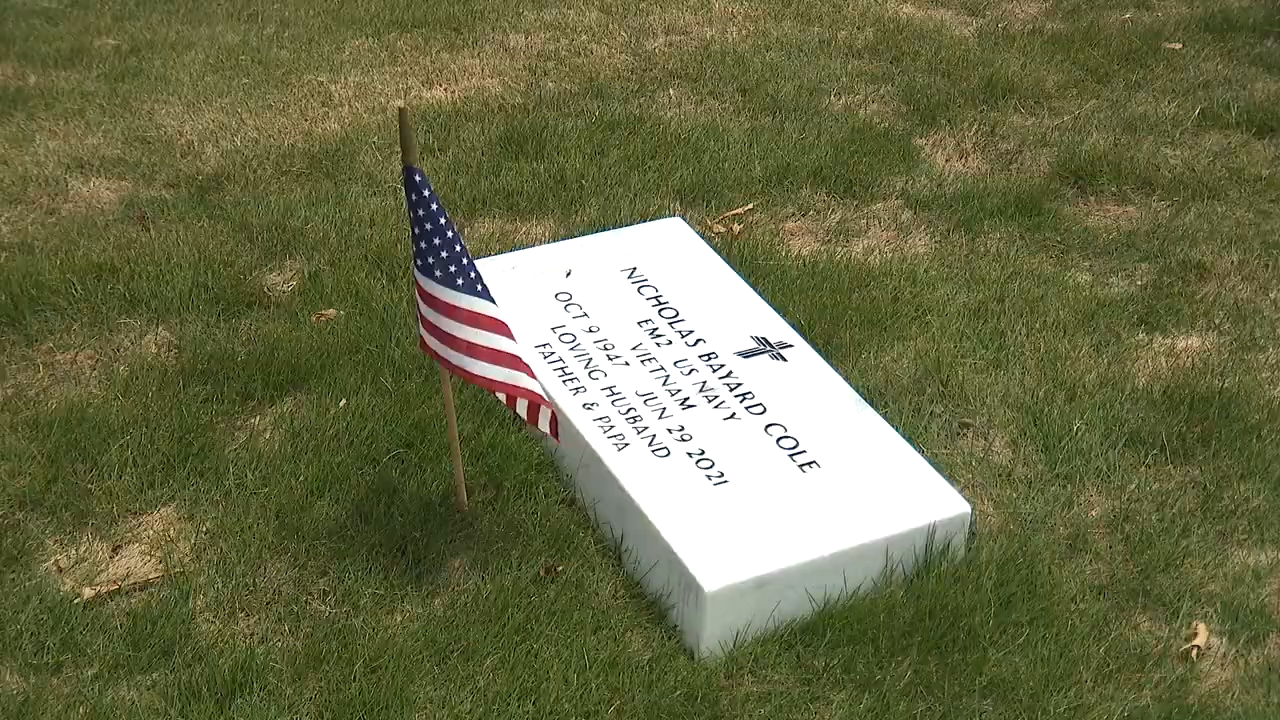 NICHOLAS BAYARD COLE
EM2 US NAVY
VIETNAM
OCT 9 1947 JUN 29 2021
LOVING HUSBAND
FATHER & PAPA